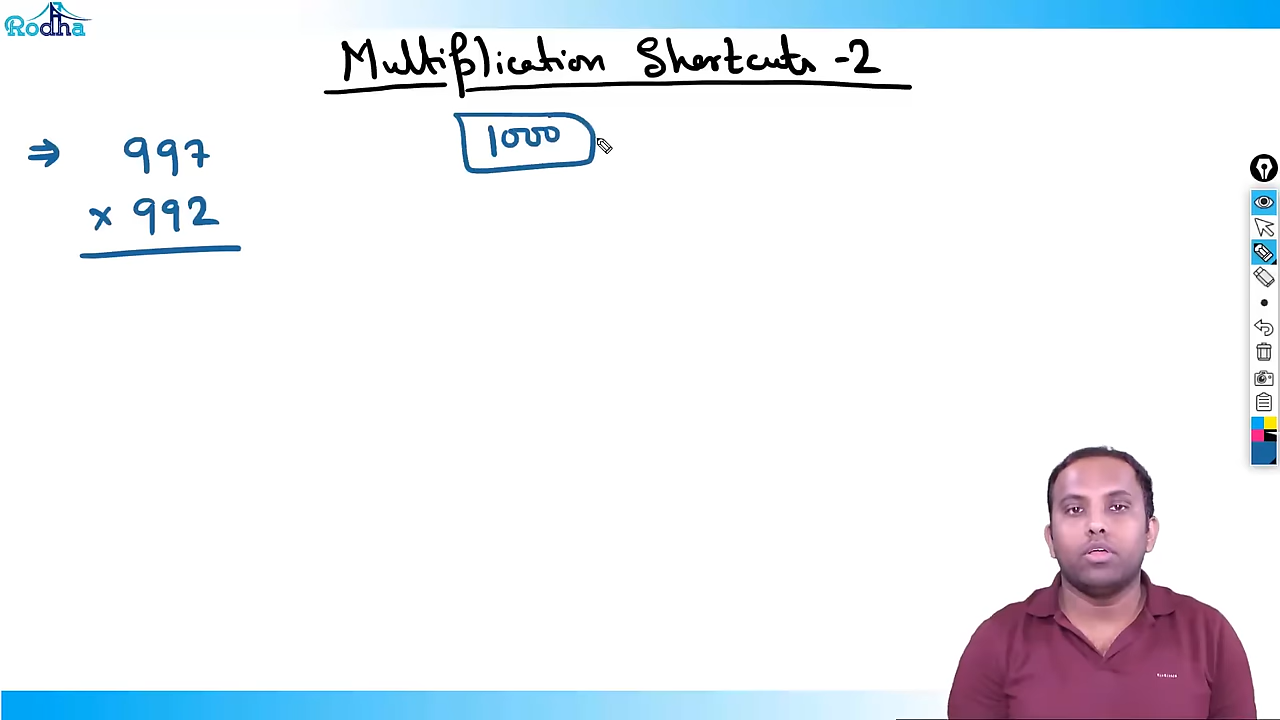 Rodha
Multiplication Shortcuts -2
1000
⇒ 997
x 992